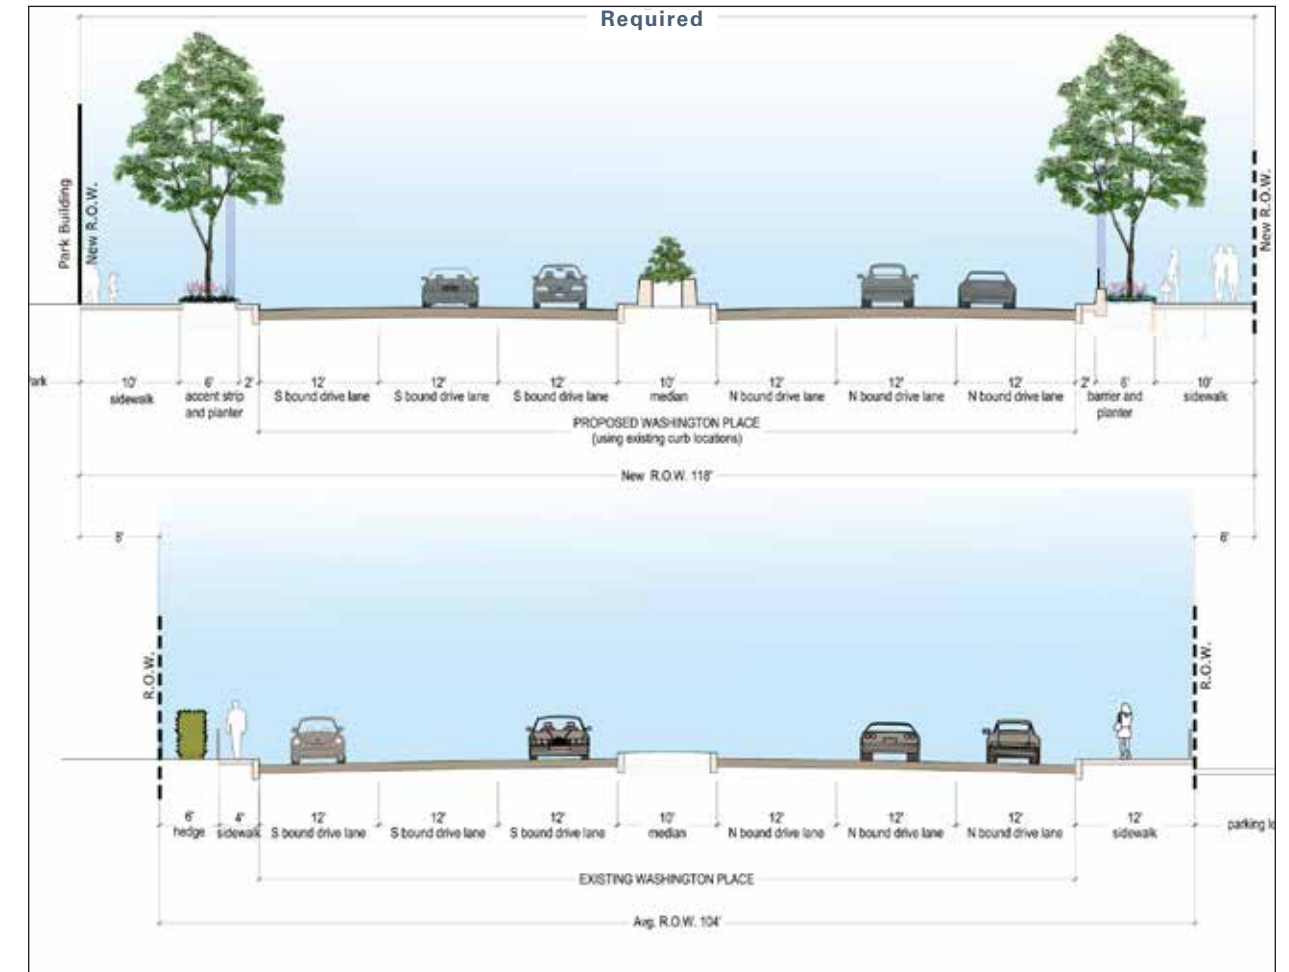 Required
Park Building
New R.O.W.
New R.O.W.
10' 6' 2' 12' 12' 12' 10' 12' 12' 12' 2' 6' 10'
sidewalk accent strip and planter S bound drive lane S bound drive lane S bound drive lane median N bound drive lane N bound drive lane N bound drive lane barrier and planter sidewalk
PROPOSED WASHINGTON PLACE
(using existing curb locations)
New R.O.W. 118'
8' 6'
R.O.W.
R.O.W.
6' 4' 12' 12' 12' 10' 12' 12' 12' 12'
hedge sidewalk S bound drive lane S bound drive lane S bound drive lane median N bound drive lane N bound drive lane N bound drive lane sidewalk parking
EXISTING WASHINGTON PLACE
Avg. R.O.W. 104'